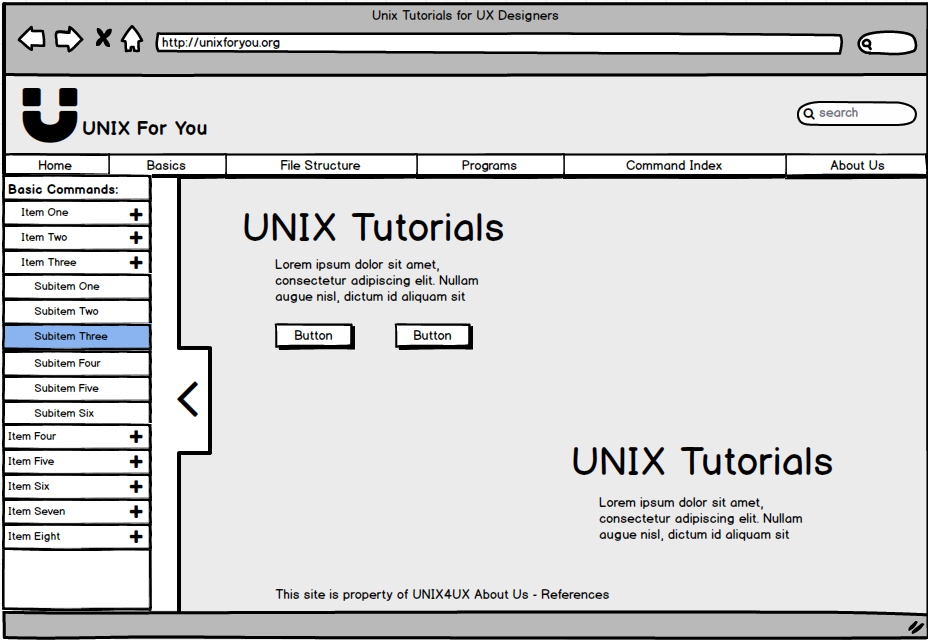 Unix Tutorials for UX Designers
http://unixforyou.org
UNIX For You
search
Home Basics File Structure Programs Command Index About Us
Basic Commands:
Item One
Item Two
Item Three
Subitem One
Subitem Two
Subitem Three
Subitem Four
Subitem Five
Subitem Six
Item Four
Item Five
Item Six
Item Seven
Item Eight
UNIX Tutorials
Lorem ipsum dolor sit amet,
consectetur adipiscing elit. Nullam
augue nisl, dictum id aliquam sit
Button Button
UNIX Tutorials
Lorem ipsum dolor sit amet,
consectetur adipiscing elit. Nullam
augue nisl, dictum id aliquam sit
This site is property of UNIX4UX About Us - References